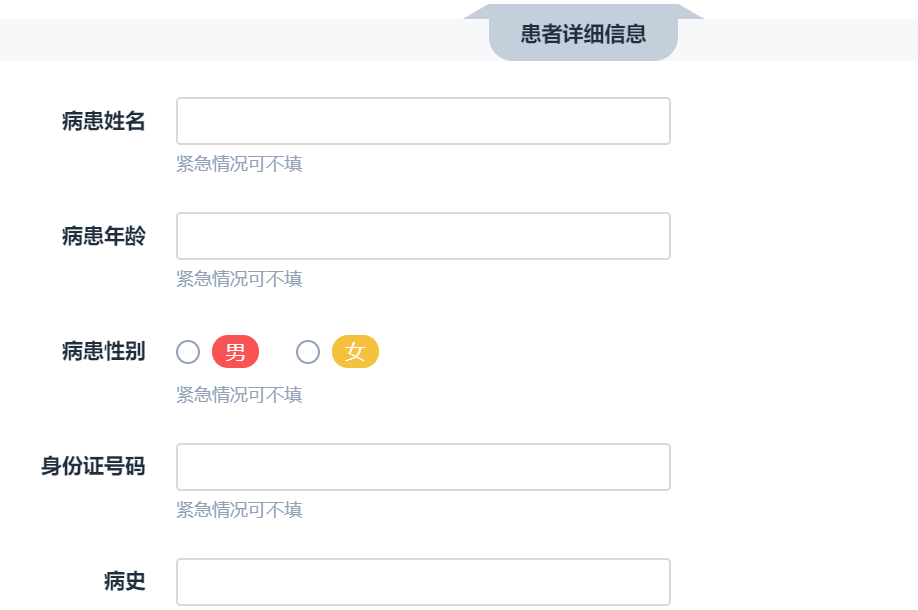 患者详细信息
病患姓名
紧急情况可不填
病患年龄
紧急情况可不填
病患性别 男 女
紧急情况可不填
身份证号码
紧急情况可不填
病史